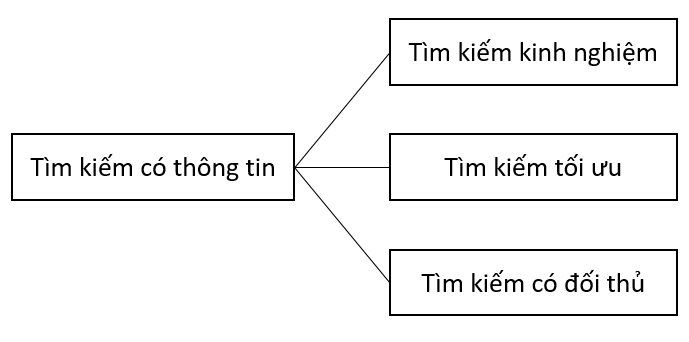 Tìm kiếm kinh nghiệm
Tìm kiếm có thông tin
Tìm kiếm tối ưu
Tìm kiếm có đối thủ